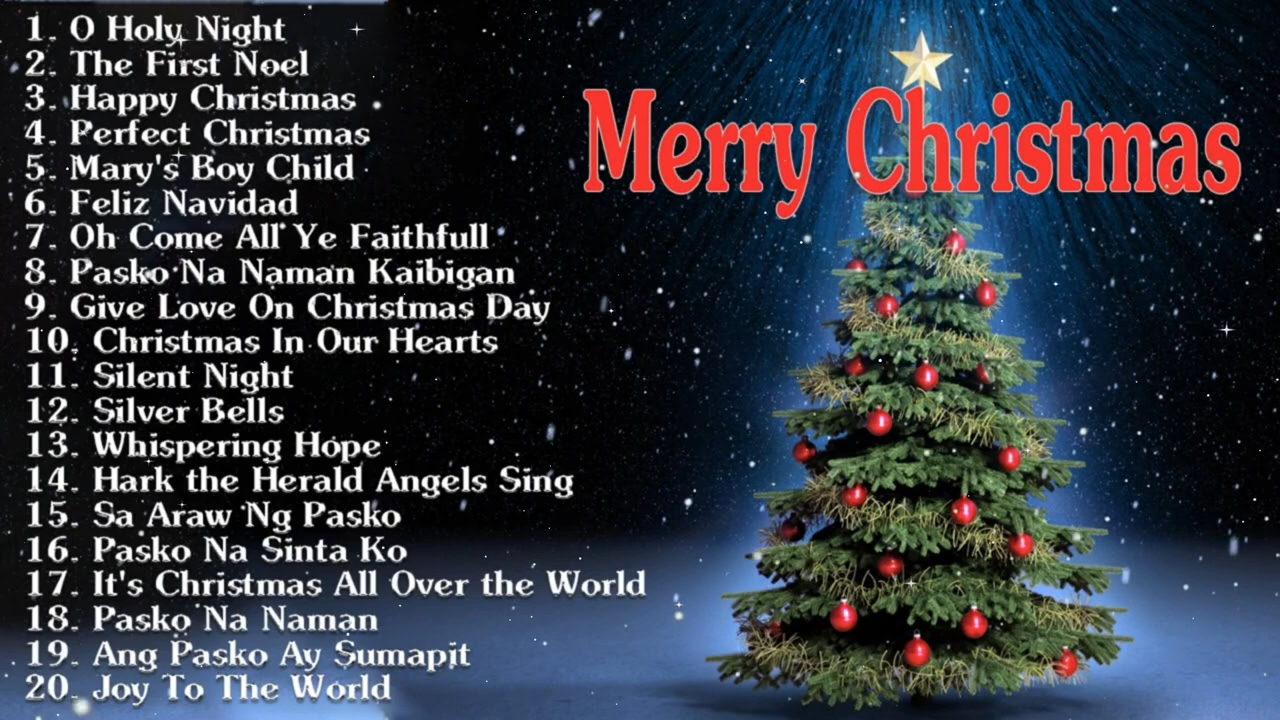 1. O Holy Night
2. The First Noel
3. Happy Christmas
4. Perfect Christmas
5. Mary's Boy Child
6. Feliz Navidad
7. Oh Come All Ye Faithfull
8. Pasko Na Naman Kaibigan
9. Give Love On Christmas Day
10. Christmas In Our Hearts
11. Silent Night
12. Silver Bells
13. Whispering Hope
14. Hark the Herald Angels Sing
15. Sa Araw Ng Pasko
16. Pasko Na Sinta Ko
17. It's Christmas All Over the World
18. Pasko Na Naman
19. Ang Pasko Ay Sumapit
20. Joy To The World
Merry Christmas